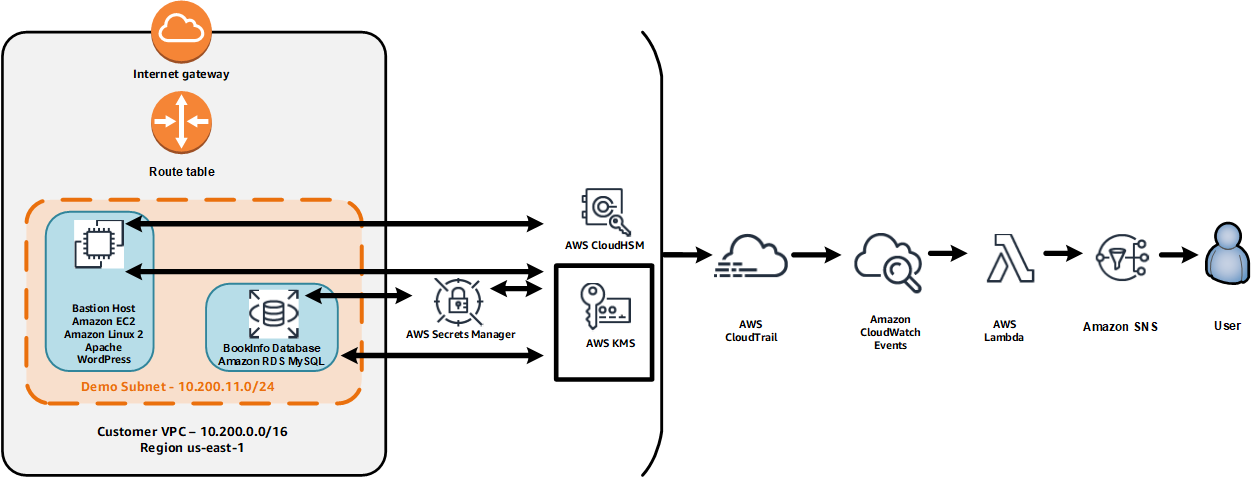 Internet gateway
Route table
Bastion Host
Amazon EC2
Amazon Linux 2
Apache
WordPress
BookInfo Database
Amazon RDS MySQL
Demo Subnet - 10.200.11.0/24
Customer VPC – 10.200.0.0/16
Region us-east-1
AWS Secrets Manager
AWS CloudHSM
AWS KMS
AWS
CloudTrail
Amazon
CloudWatch
Events
AWS
Lambda
Amazon SNS
User